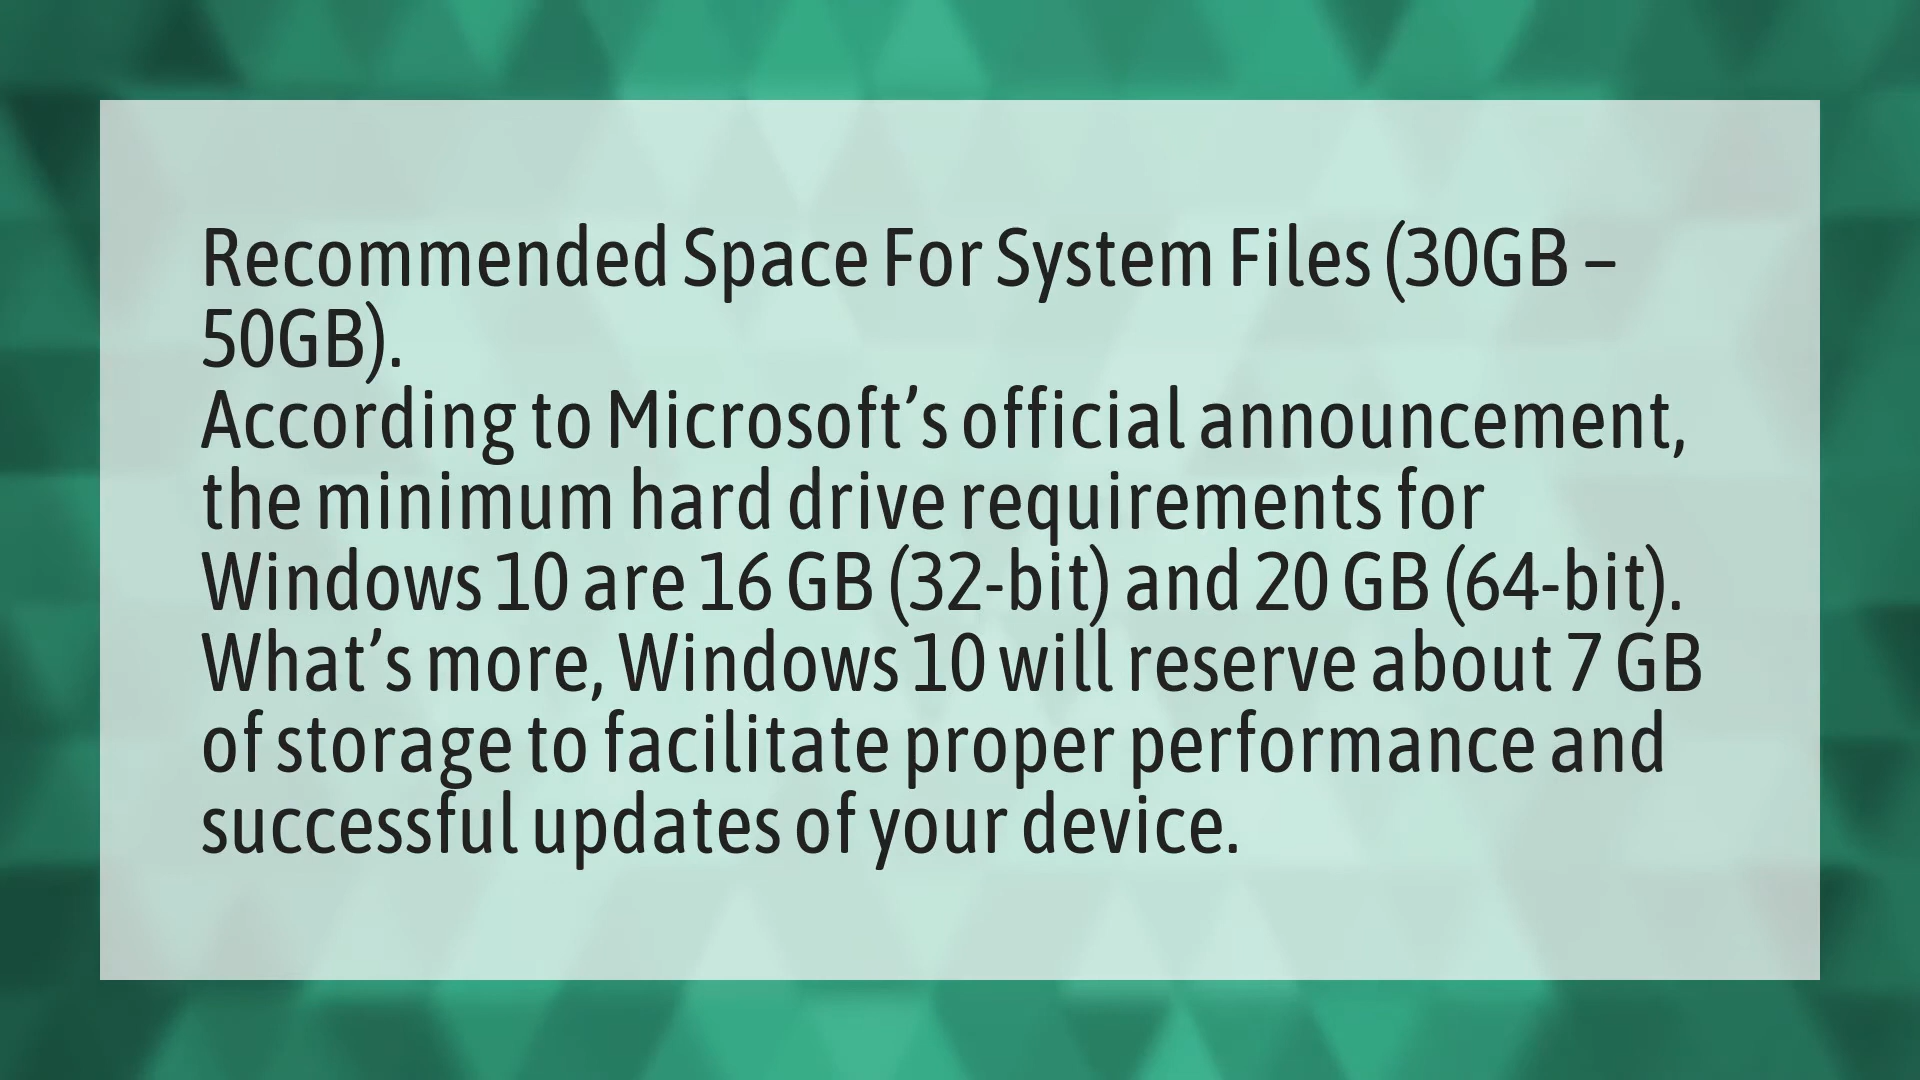 Recommended Space For System Files (30GB –
50GB).
According to Microsoft’s official announcement,
the minimum hard drive requirements for
Windows 10 are 16 GB (32-bit) and 20 GB (64-bit).
What’s more, Windows 10 will reserve about 7 GB
of storage to facilitate proper performance and
successful updates of your device.